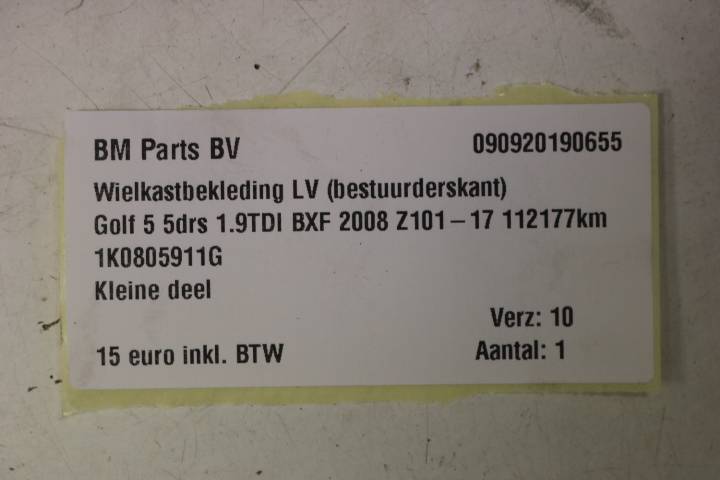 BM Parts BV 090920190655
Wielkastbekleding LV (bestuurderskant)
Golf 5 5drs 1.9TDI BXF 2008 Z101-17 112177km
1K0805911G
Kleine deel
Verz: 10
15 euro inkl. BTW Aantal: 1